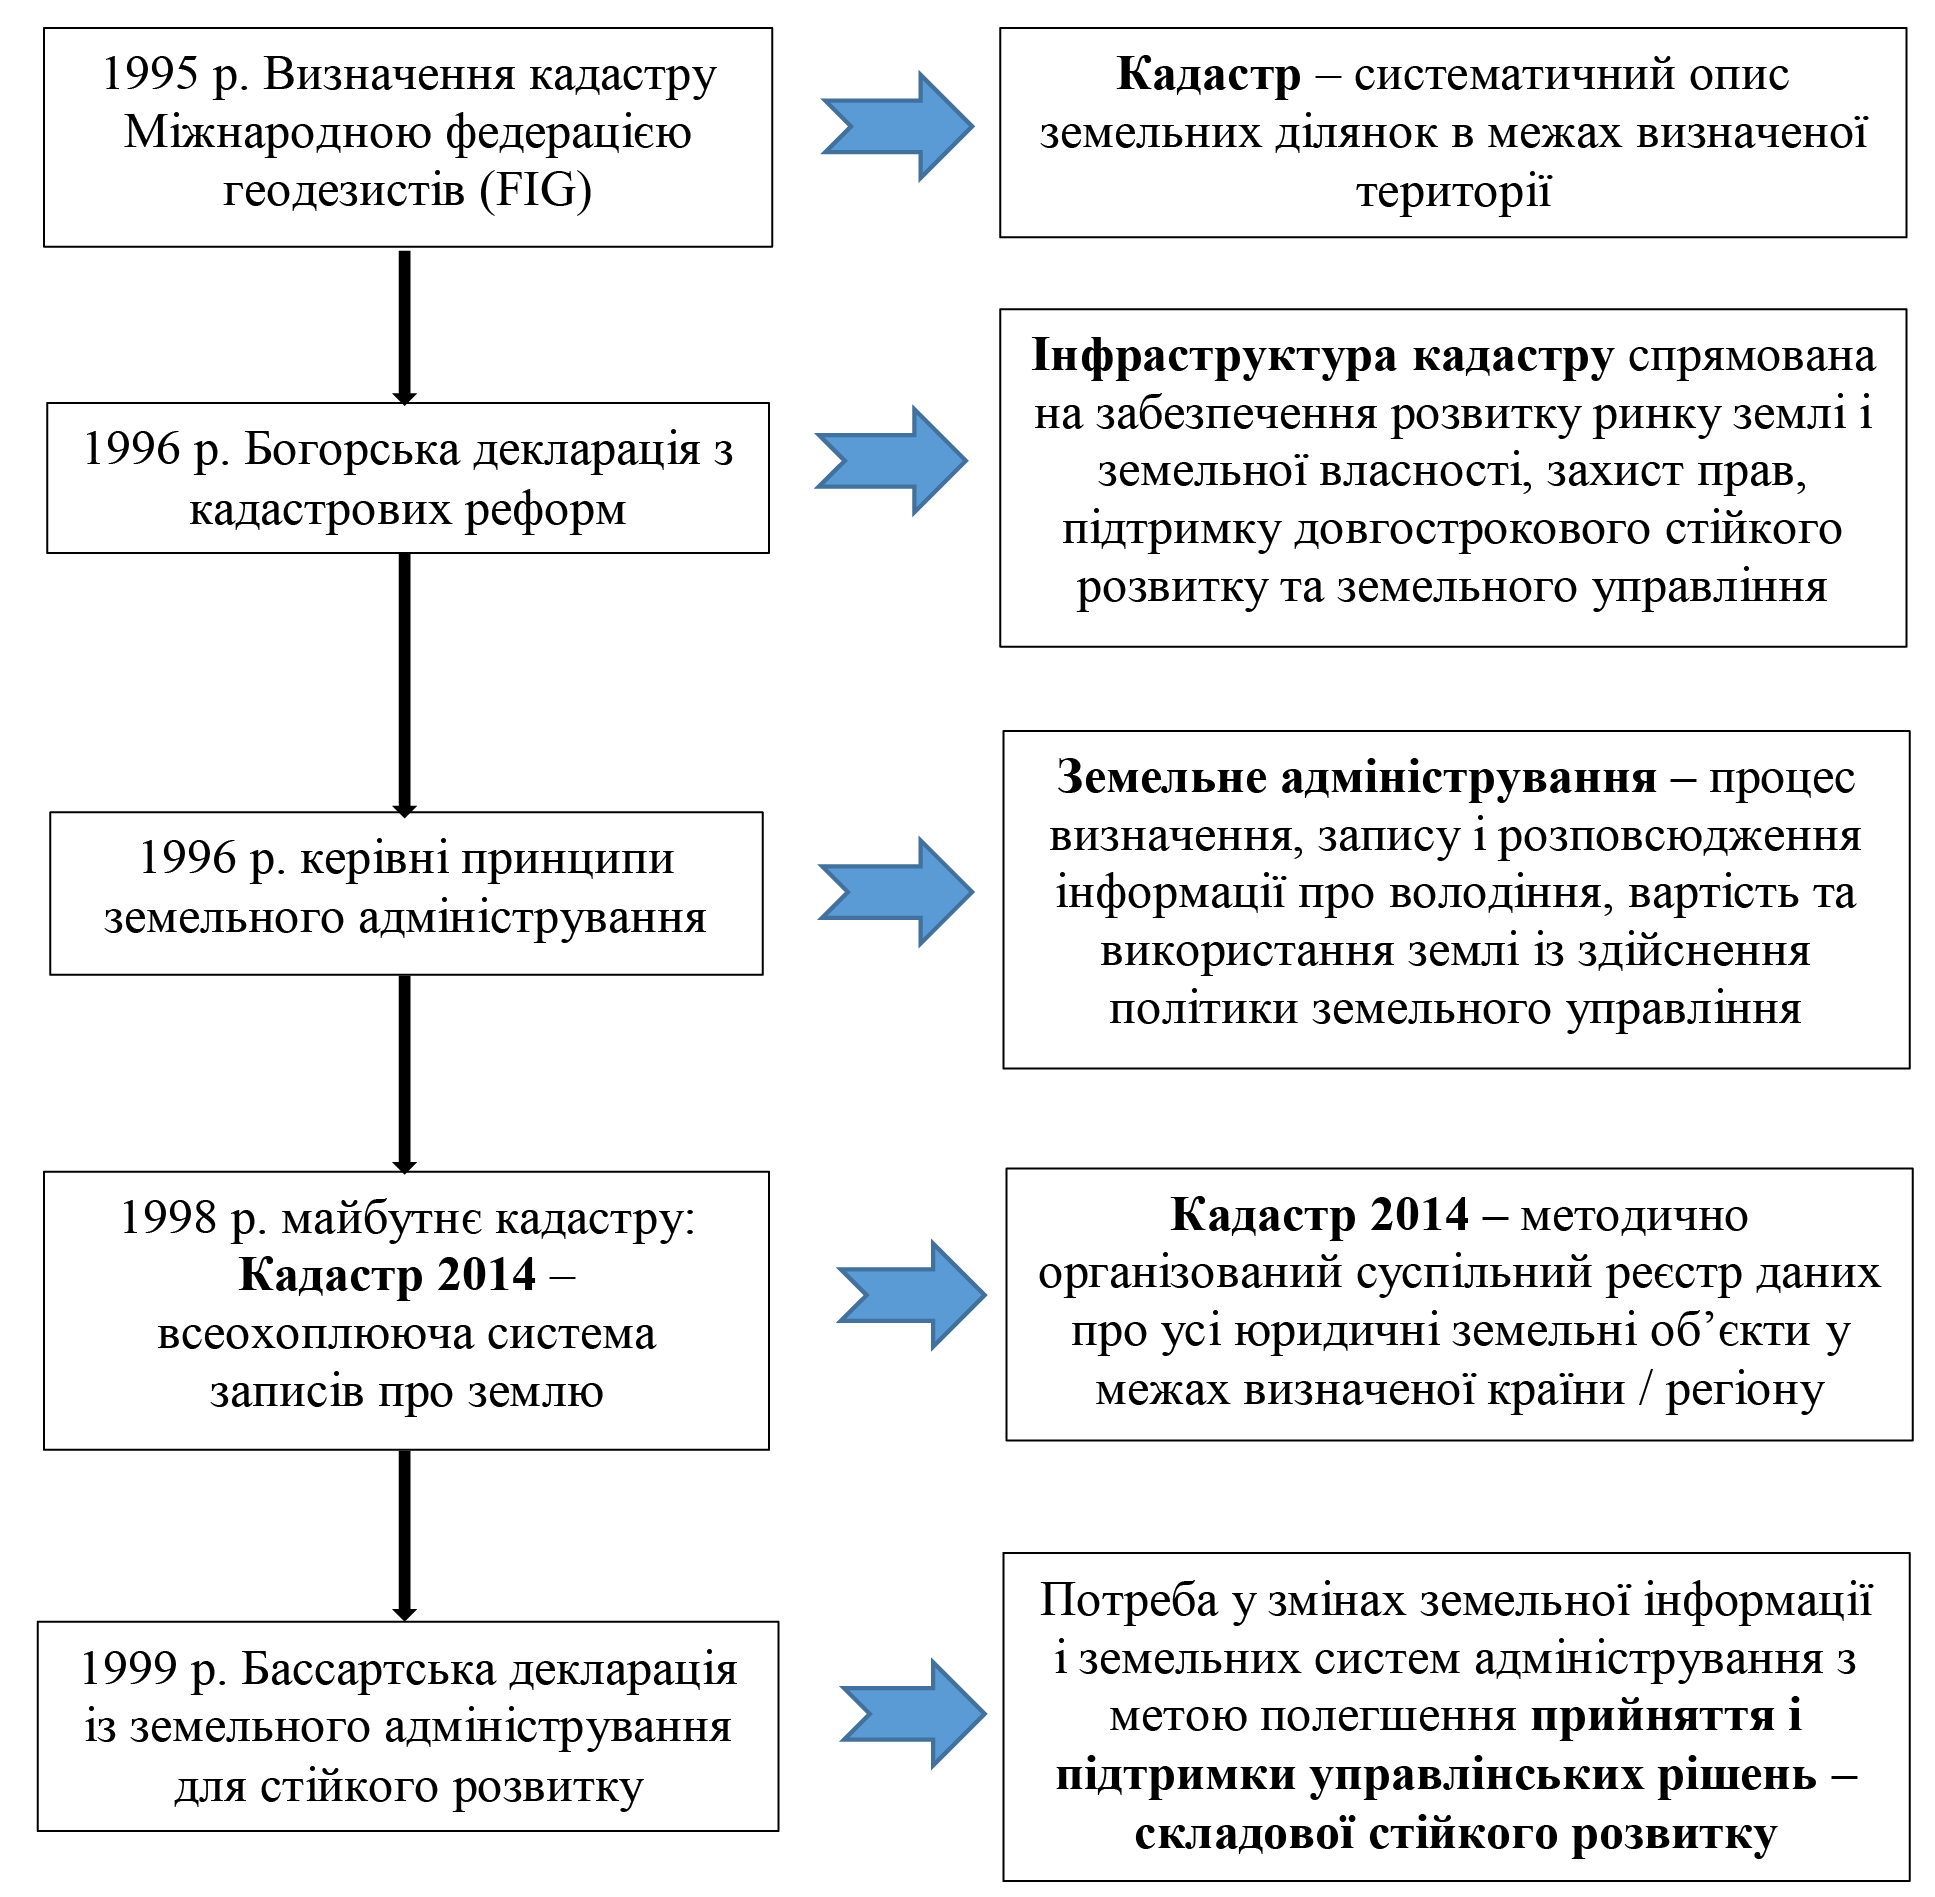 1995 р. Визначення кадастру
Міжнародною федерацією
геодезистів (FIG)
Кадастр – систематичний опис
земельних ділянок в межах визначеної
території
1996 р. Богорська декларація з
кадастрових реформ
Інфраструктура кадастру спрямована
на забезпечення розвитку ринку землі і
земельної власності, захист прав,
підтримку довгострокового стійкого
розвитку та земельного управління
1996 р. керівні принципи
земельного адміністрування
Земельне адміністрування – процес
визначення, запису і розповсюдження
інформації про володіння, вартість та
використання землі із здійснення
політики земельного управління
1998 р. майбутнє кадастру:
Кадастр 2014 –
всеохоплююча система
записів про землю
Кадастр 2014 – методично
організований суспільний реєстр даних
про усі юридичні земельні об’єкти у
межах визначеної країни / регіону
1999 р. Бассартська декларація
із земельного адміністрування
для стійкого розвитку
Потреба у змінах земельної інформації
і земельних систем адміністрування з
метою полегшення прийняття і
підтримки управлінських рішень –
складової стійкого розвитку